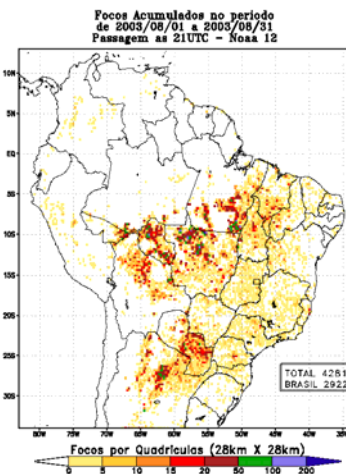 Focos Acumulados no periodo
de 2003/08/01 a 2003/08/31
Passagem as 21UTC - Noaa 12
10N
5N
EQ
5S
10S
15S
20S
25S
30S
TOTAL 4281
BRASIL 2922
80W 70W 65W 60W 55W 50W 45W 40W
Focos por Quadriculas (28km X 28km)
0 5 10 15 20 50 100 200